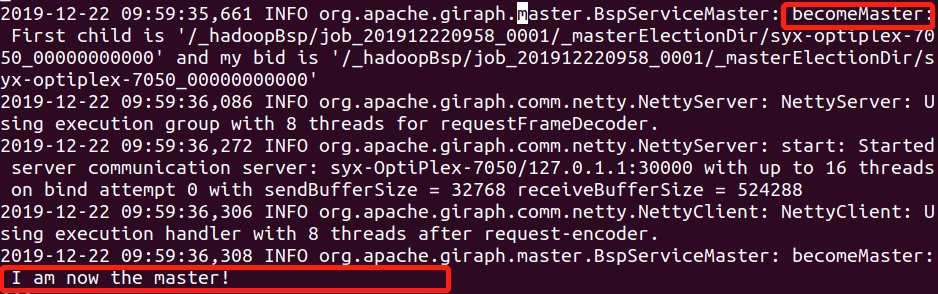 2019-12-22 09:59:35,661 INFO org.apache.giraph.master.BspServiceMaster: becomeMaster:
 First child is '/_hadoopBsp/job_201912220958_0001/_masterElectionDir/syx-optiplex-70
50_00000000000' and my bid is '/_hadoopBsp/job_201912220958_0001/_masterElectionDir/s
yx-optiplex-7050_00000000000'
2019-12-22 09:59:36,086 INFO org.apache.giraph.comm.netty.NettyServer: NettyServer: U
sing execution group with 8 threads for requestFrameDecoder.
2019-12-22 09:59:36,272 INFO org.apache.giraph.comm.netty.NettyServer: start: Started
 server communication server: syx-OptiPlex-7050/127.0.1.1:30000 with up to 16 threads
 on bind attempt 0 with sendBufferSize = 32768 receiveBufferSize = 524288
2019-12-22 09:59:36,306 INFO org.apache.giraph.comm.netty.NettyClient: NettyClient: U
sing execution handler with 8 threads after request-encoder.
2019-12-22 09:59:36,308 INFO org.apache.giraph.master.BspServiceMaster: becomeMaster:
 I am now the master!